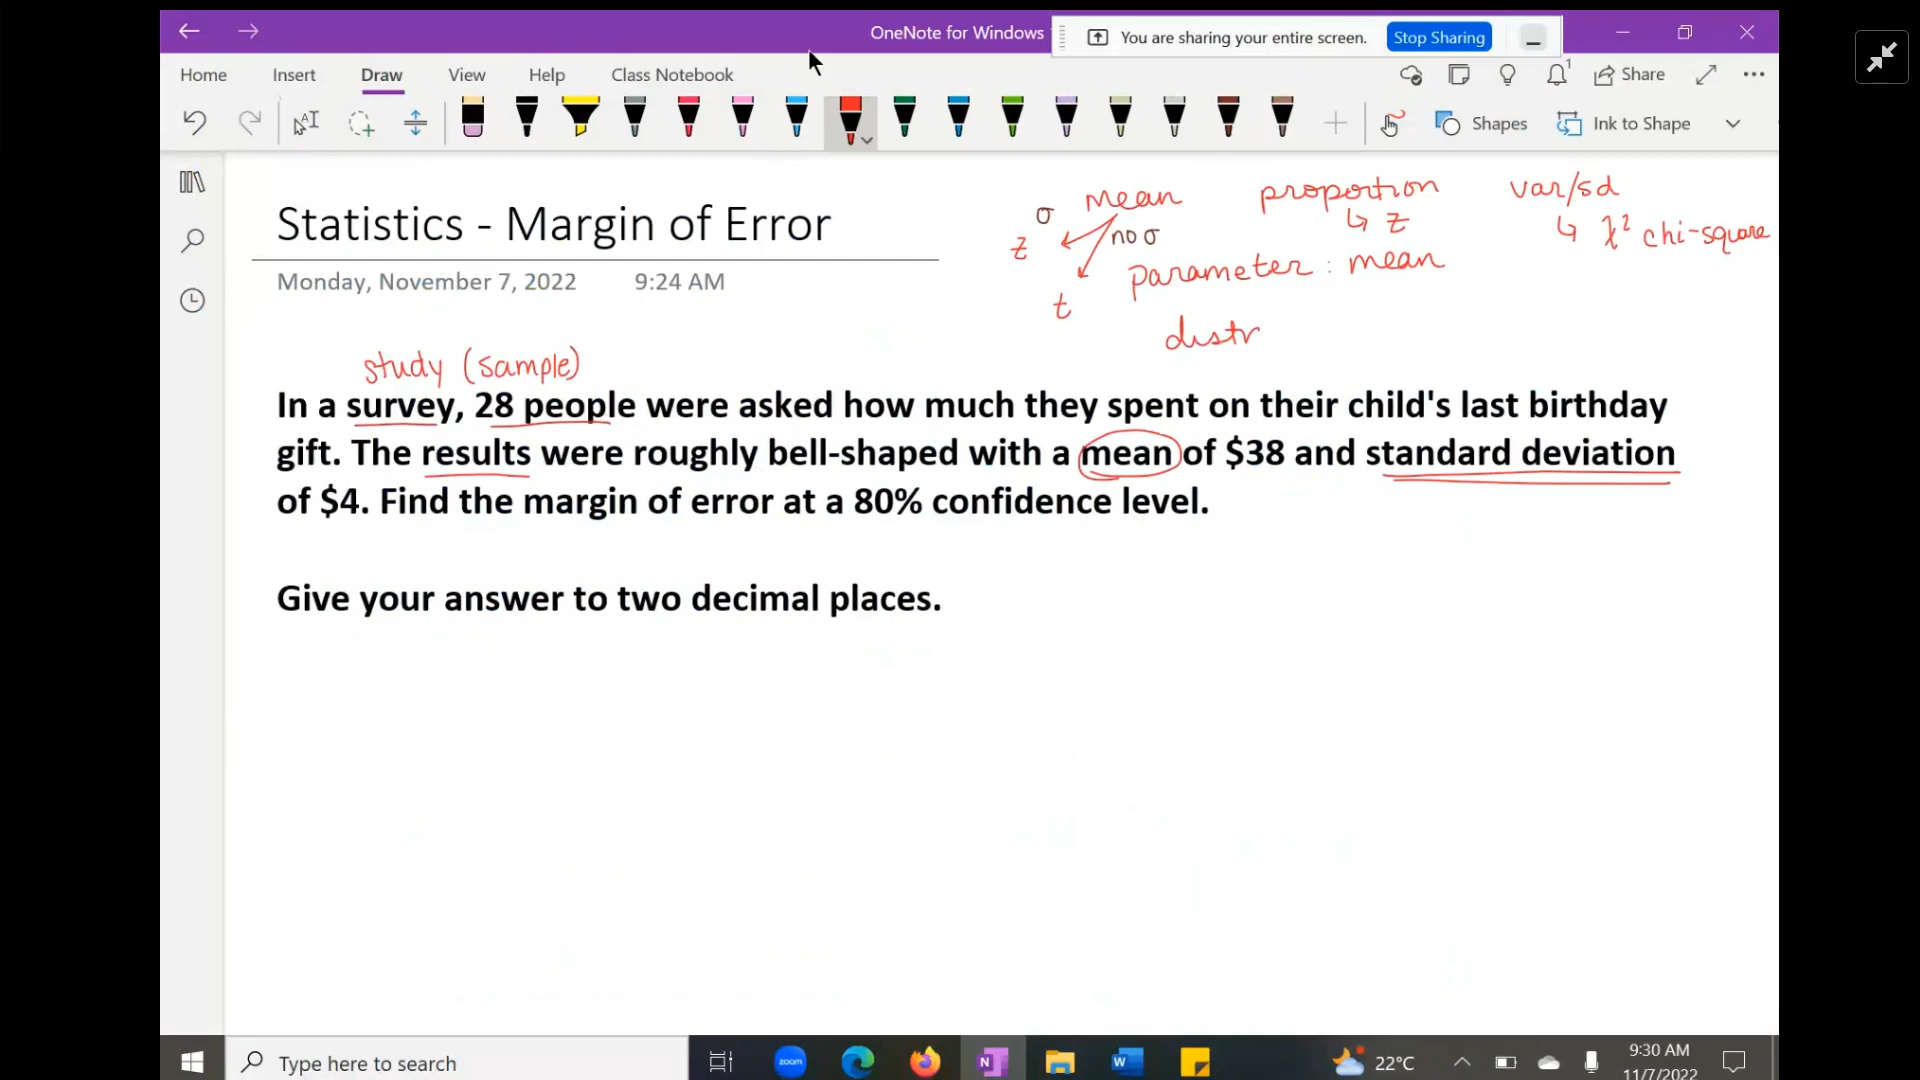 OneNote for Windows
You are sharing your entire screen. Stop Sharing
Home Insert Draw View Help Class Notebook
1
Share
Shapes
Ink to Shape
Statistics - Margin of Error
Monday, November 7, 2022 9:24 AM
mean proportion var/sd
σ
z no σ ↳ z ↳ χ² chi-square
parameter : mean
t
distr
study (sample)
In a survey, 28 people were asked how much they spent on their child's last birthday
gift. The results were roughly bell-shaped with a mean of $38 and standard deviation
of $4. Find the margin of error at a 80% confidence level.
Give your answer to two decimal places.
Type here to search
zoom
N
W
22°C
9:30 AM
11/7/2022